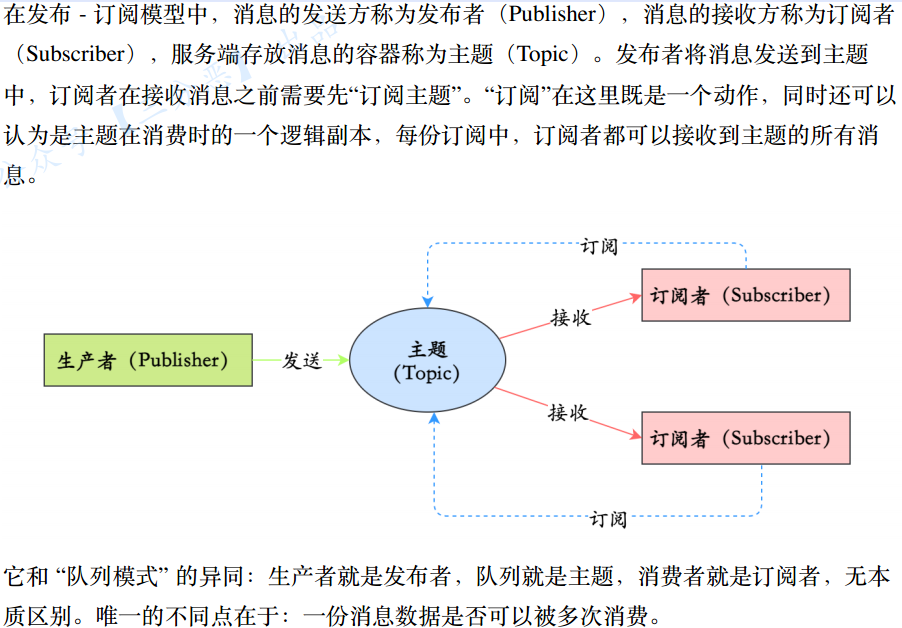 在发布 - 订阅模型中，消息的发送方称为发布者（Publisher），消息的接收方称为订阅者
（Subscriber），服务端存放消息的容器称为主题（Topic）。发布者将消息发送到主题
中，订阅者在接收消息之前需要先“订阅主题”。“订阅”在这里既是一个动作，同时还可以
认为是主题在消费时的一个逻辑副本，每份订阅中，订阅者都可以接收到主题的所有消
息。
订阅
订阅者（Subscriber）
接收
生产者（Publisher）
发送
主题
（Topic）
接收
订阅者（Subscriber）
订阅
它和 “队列模式” 的异同：生产者就是发布者，队列就是主题，消费者就是订阅者，无本
质区别。唯一的不同点在于：一份消息数据是否可以被多次消费。